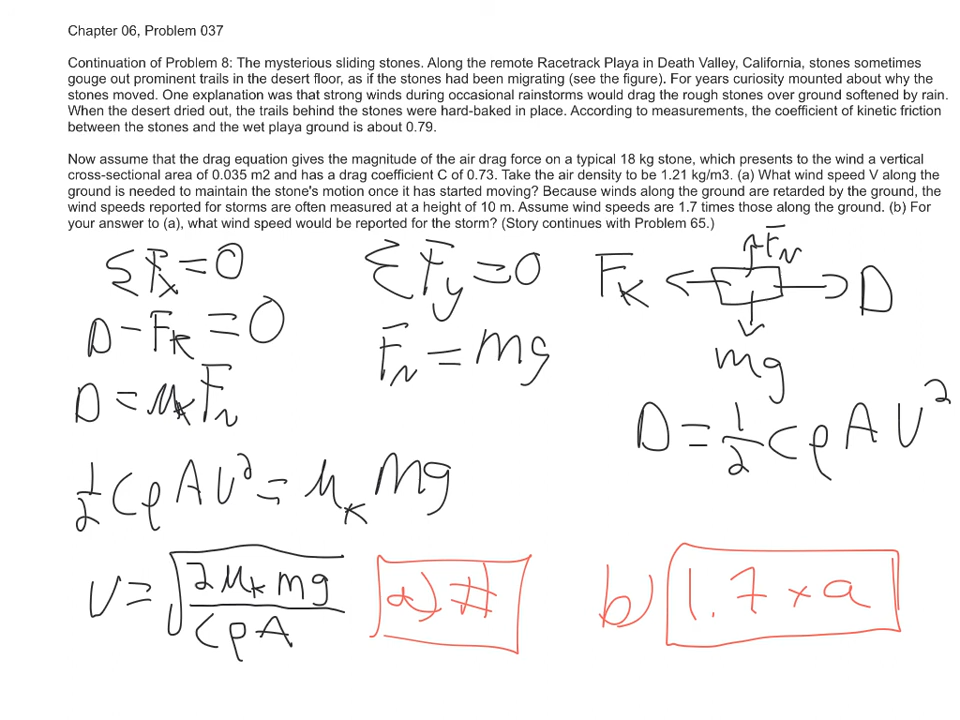 Chapter 06, Problem 037
Continuation of Problem 8: The mysterious sliding stones. Along the remote Racetrack Playa in Death Valley, California, stones sometimes
gouge out prominent trails in the desert floor, as if the stones had been migrating (see the figure). For years curiosity mounted about why the
stones moved. One explanation was that strong winds during occasional rainstorms would drag the rough stones over ground softened by rain.
When the desert dried out, the trails behind the stones were hard-baked in place. According to measurements, the coefficient of kinetic friction
between the stones and the wet playa ground is about 0.79.
Now assume that the drag equation gives the magnitude of the air drag force on a typical 18 kg stone, which presents to the wind a vertical
cross-sectional area of 0.035 m2 and has a drag coefficient C of 0.73. Take the air density to be 1.21 kg/m3. (a) What wind speed V along the
ground is needed to maintain the stone's motion once it has started moving? Because winds along the ground are retarded by the ground, the
wind speeds reported for storms are often measured at a height of 10 m. Assume wind speeds are 1.7 times those along the ground. (b) For
your answer to (a), what wind speed would be reported for the storm? (Story continues with Problem 65.)
ΣFx=0
D-FK=0
D=μKFN
½CρAV²=μK mg
V=√(2μK mg/CρA)
ΣFy=0
FN=mg
FN
FK
D
mg
D=½CρAV²
a) #
b) 1.7×a